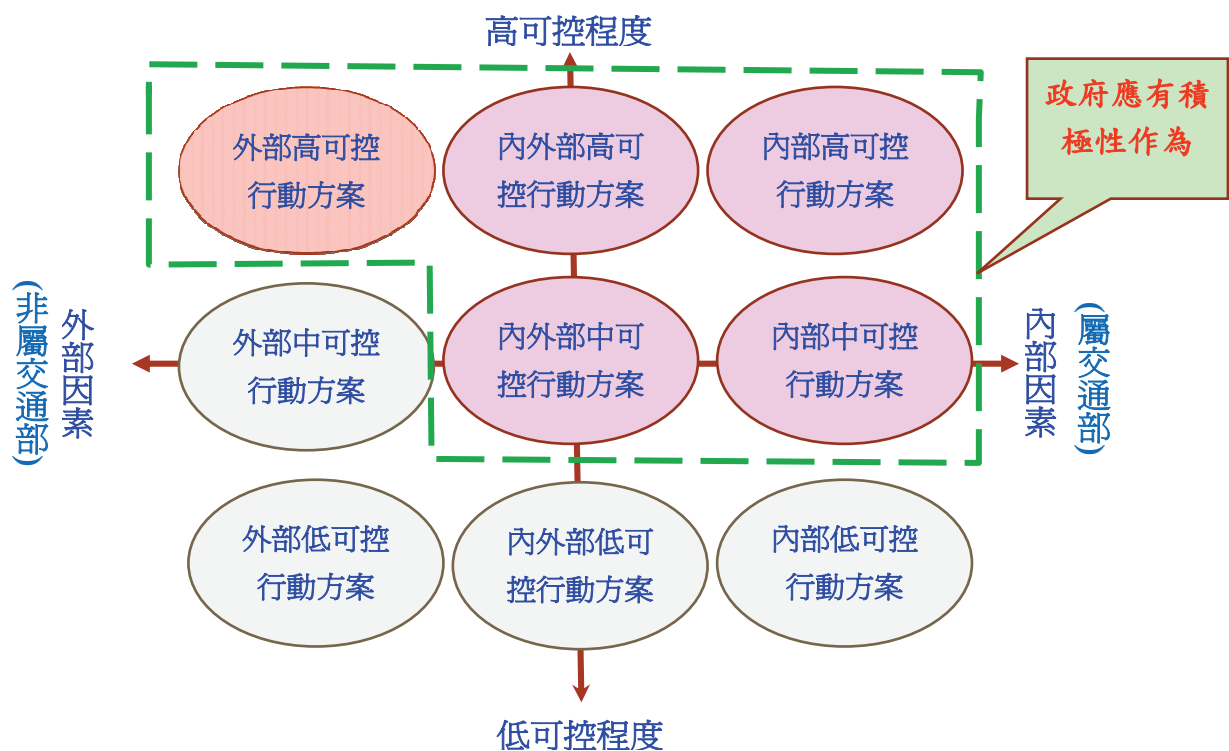 高可控程度
政府應有積
極性作為
外部高可控
行動方案
內外部高可
控行動方案
內部高可控
行動方案
(非屬交通部)
外部因素
外部中可控
行動方案
內外部中可
控行動方案
內部中可控
行動方案
內部因素
(屬交通部)
外部低可控
行動方案
內外部低可
控行動方案
內部低可控
行動方案
低可控程度